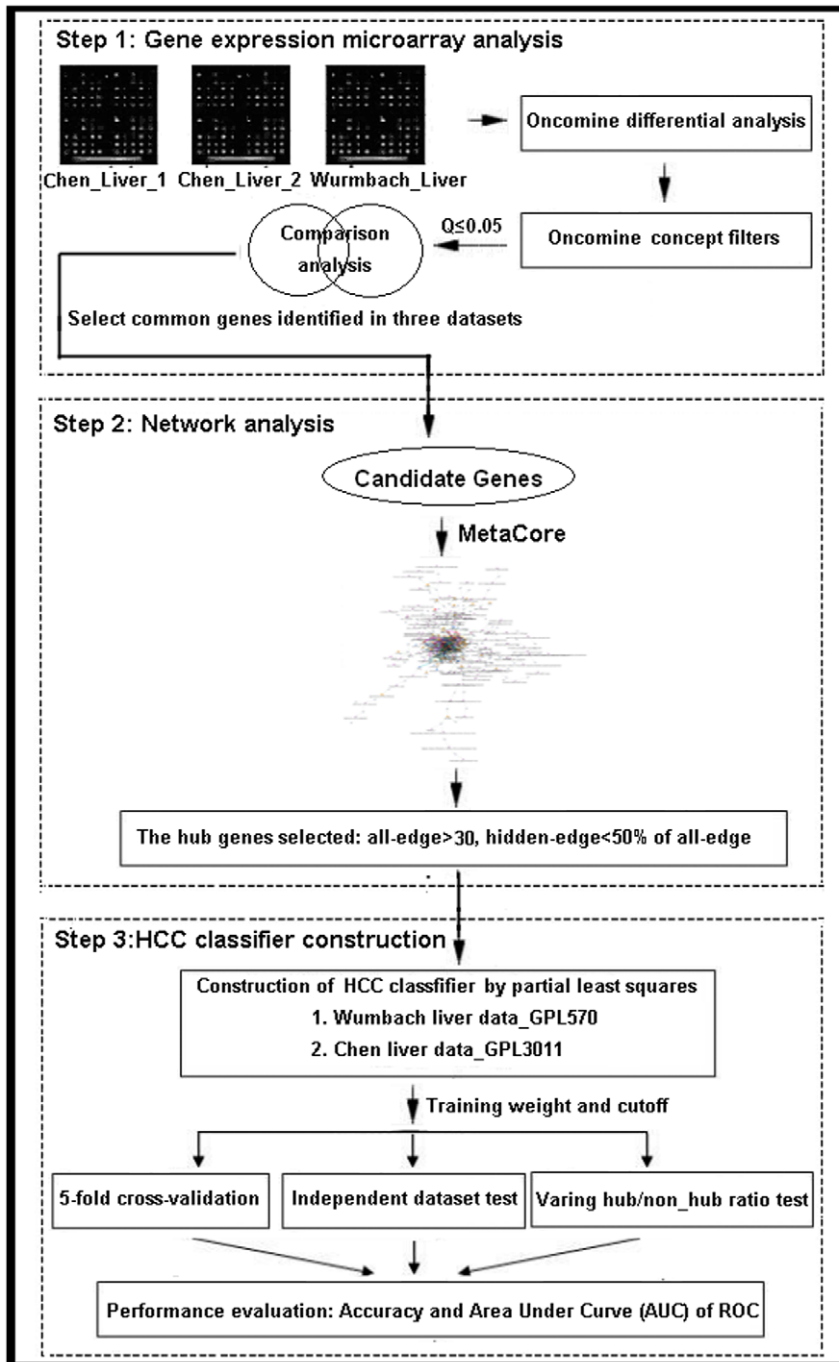 Step 1: Gene expression microarray analysis
Chen_Liver_1
Chen_Liver_2
Wurmbach_Liver
Oncomine differential analysis
Oncomine concept filters
Q≤0.05
Comparison
analysis
Select common genes identified in three datasets
Step 2: Network analysis
Candidate Genes
MetaCore
The hub genes selected: all-edge>30, hidden-edge<50% of all-edge
Step 3:HCC classifier construction
Construction of HCC classfifier by partial least squares
1. Wumbach liver data_GPL570
2. Chen liver data_GPL3011
Training weight and cutoff
5-fold cross-validation
Independent dataset test
Varing hub/non_hub ratio test
Performance evaluation: Accuracy and Area Under Curve (AUC) of ROC